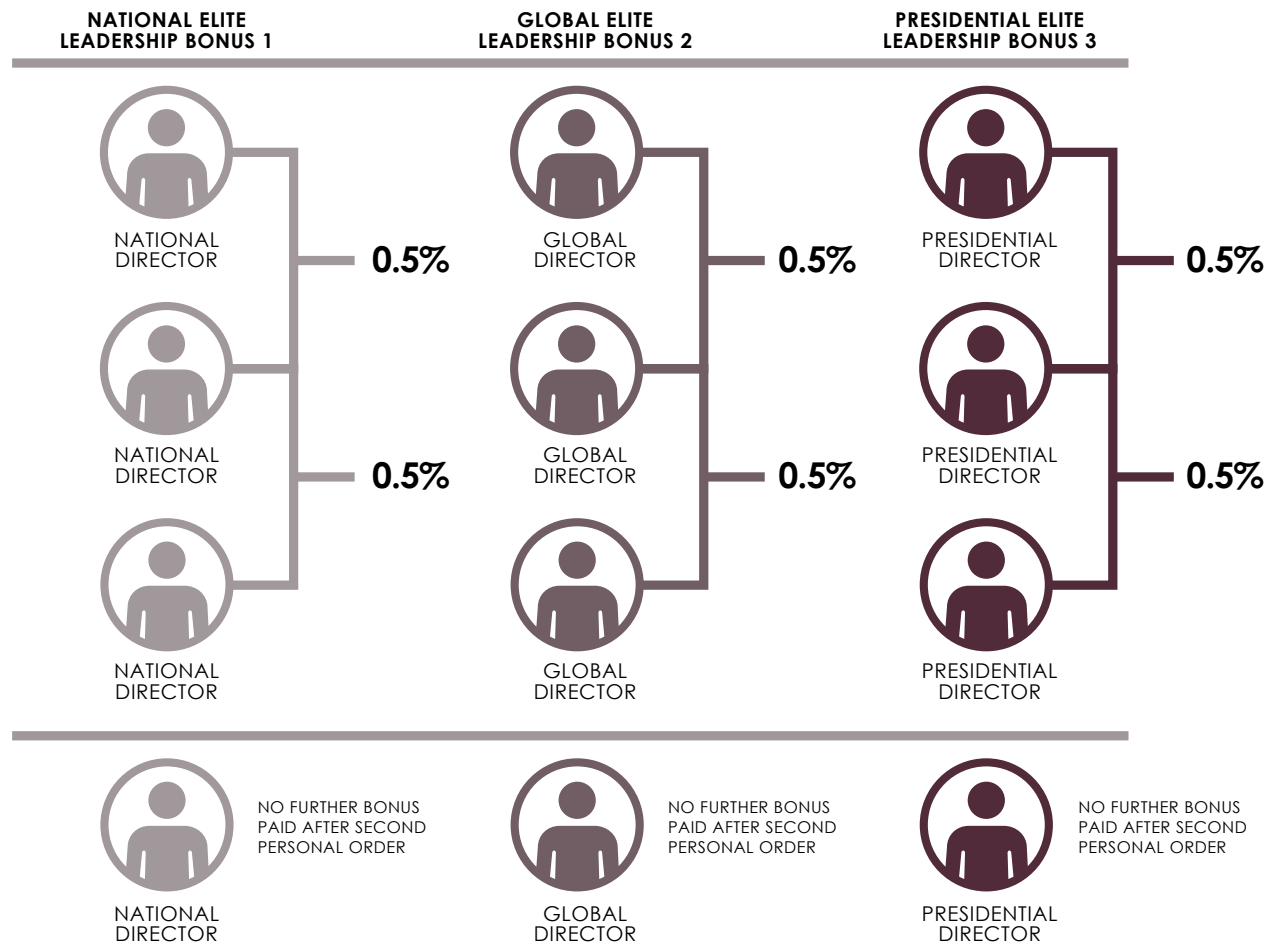 NATIONAL ELITE
LEADERSHIP BONUS 1
GLOBAL ELITE
LEADERSHIP BONUS 2
PRESIDENTIAL ELITE
LEADERSHIP BONUS 3
NATIONAL
DIRECTOR
0.5%
GLOBAL
DIRECTOR
0.5%
PRESIDENTIAL
DIRECTOR
0.5%
NATIONAL
DIRECTOR
0.5%
GLOBAL
DIRECTOR
0.5%
PRESIDENTIAL
DIRECTOR
0.5%
NATIONAL
DIRECTOR
GLOBAL
DIRECTOR
PRESIDENTIAL
DIRECTOR
NO FURTHER BONUS
PAID AFTER SECOND
PERSONAL ORDER
NATIONAL
DIRECTOR
NO FURTHER BONUS
PAID AFTER SECOND
PERSONAL ORDER
GLOBAL
DIRECTOR
NO FURTHER BONUS
PAID AFTER SECOND
PERSONAL ORDER
PRESIDENTIAL
DIRECTOR